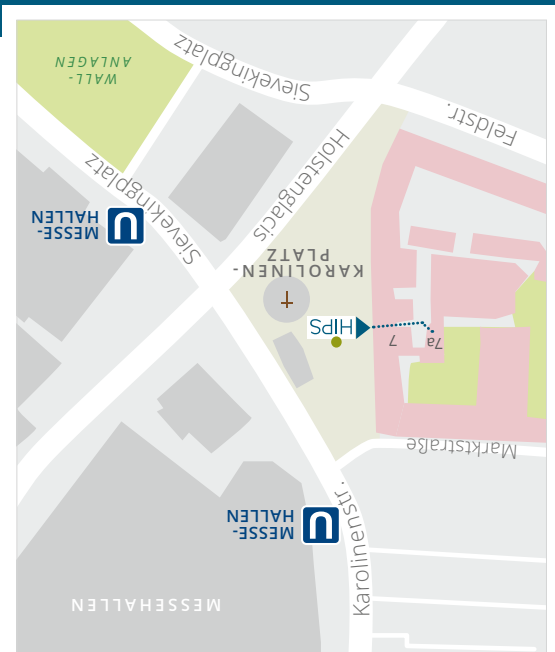 MESSEHALLEN
Karolinenstr.
U
MESSE-
HALLEN
Marktstraße
7a
7
HIPS
KAROLINEN-
PLATZ
Holstenglacis
Sievekingplatz
U
MESSE-
HALLEN
Feldstr.
Sievekingplatz
WALL-
ANLAGEN